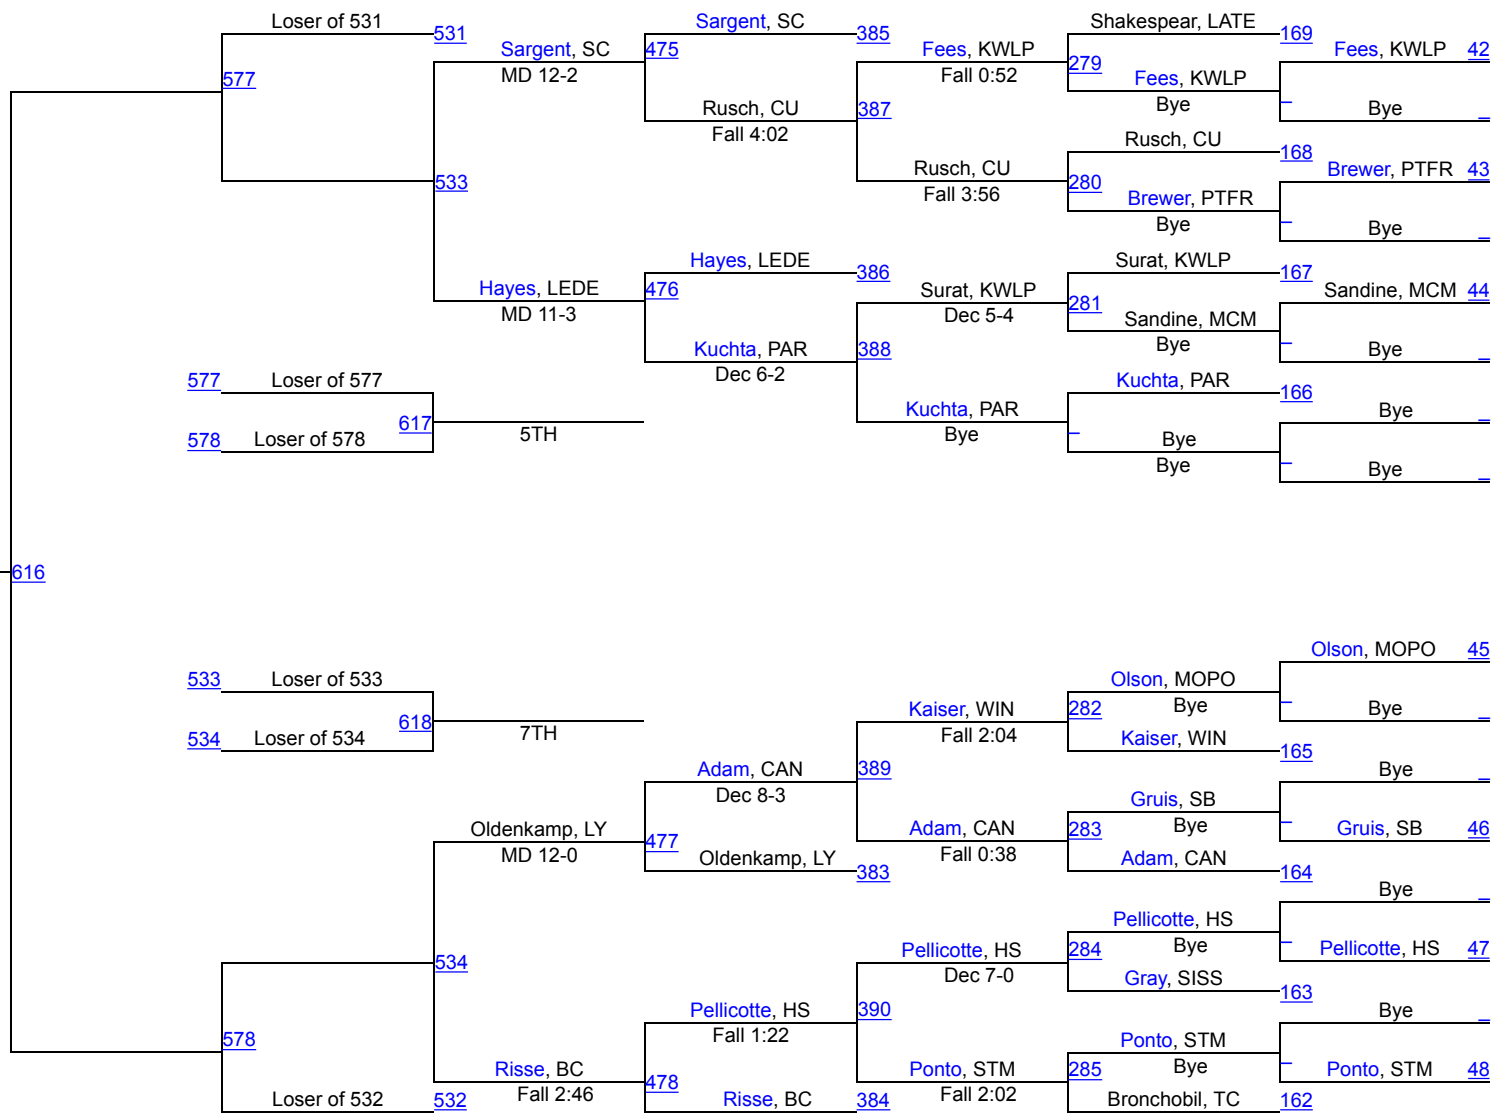 Loser of 531
531
577
Sargent, SC
MD 12-2
475
Sargent, SC
385
Rusch, CU
Fall 4:02
387
Fees, KWLP
Fall 0:52
279
Shakespear, LATE
169
Fees, KWLP
Bye
Fees, KWLP 42
Bye
Rusch, CU
Fall 3:56
280
Rusch, CU
168
Brewer, PTFR
Bye
Brewer, PTFR 43
Bye
533
Hayes, LEDE
MD 11-3
476
Hayes, LEDE
386
Kuchta, PAR
Dec 6-2
388
Surat, KWLP
Dec 5-4
281
Surat, KWLP
167
Sandine, MCM
Bye
Sandine, MCM 44
Bye
Kuchta, PAR
Bye
Kuchta, PAR
166
Bye
Bye
Bye
Bye
577 Loser of 577
578 Loser of 578
617
5TH
616
533 Loser of 533
534 Loser of 534
618
7TH
Oldenkamp, LY
MD 12-0
477
Adam, CAN
Dec 8-3
389
Kaiser, WIN
Fall 2:04
282
Olson, MOPO
Bye
Olson, MOPO 45
Bye
Kaiser, WIN
165
Adam, CAN
Fall 0:38
283
Gruis, SB
Bye
Bye
Gruis, SB 46
Adam, CAN
164
Oldenkamp, LY
383
534
578
Risse, BC
Fall 2:46
478
Pellicotte, HS
Fall 1:22
390
Pellicotte, HS
Dec 7-0
284
Pellicotte, HS
Bye
Bye
Pellicotte, HS 47
Gray, SISS
163
Ponto, STM
Fall 2:02
285
Ponto, STM
Bye
Bye
Ponto, STM 48
Bronchobil, TC
162
Risse, BC
384
Loser of 532
532